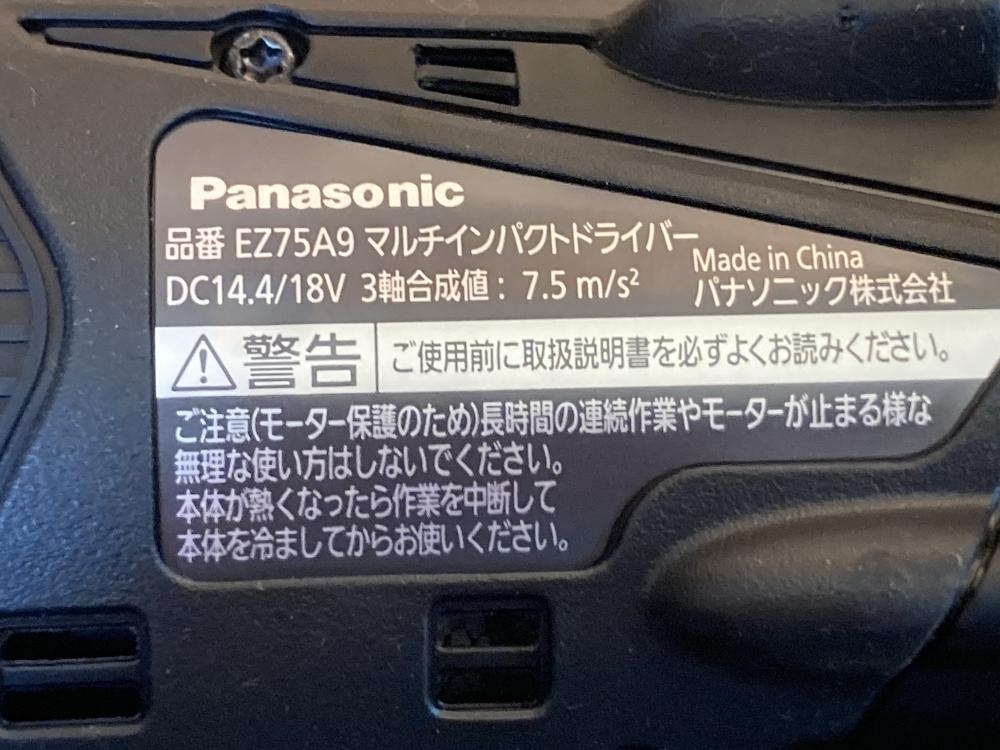 Panasonic
品番 EZ75A9 マルチインパクトドライバー
DC14.4/18V 3軸合成値：7.5 m/s²
Made in China
パナソニック株式会社
警告 ご使用前に取扱説明書を必ずよくお読みください。
ご注意(モーター保護のため)長時間の連続作業やモーターが止まる様な
無理な使い方はしないでください。
本体が熱くなったら作業を中断して
本体を冷ましてからお使いください。